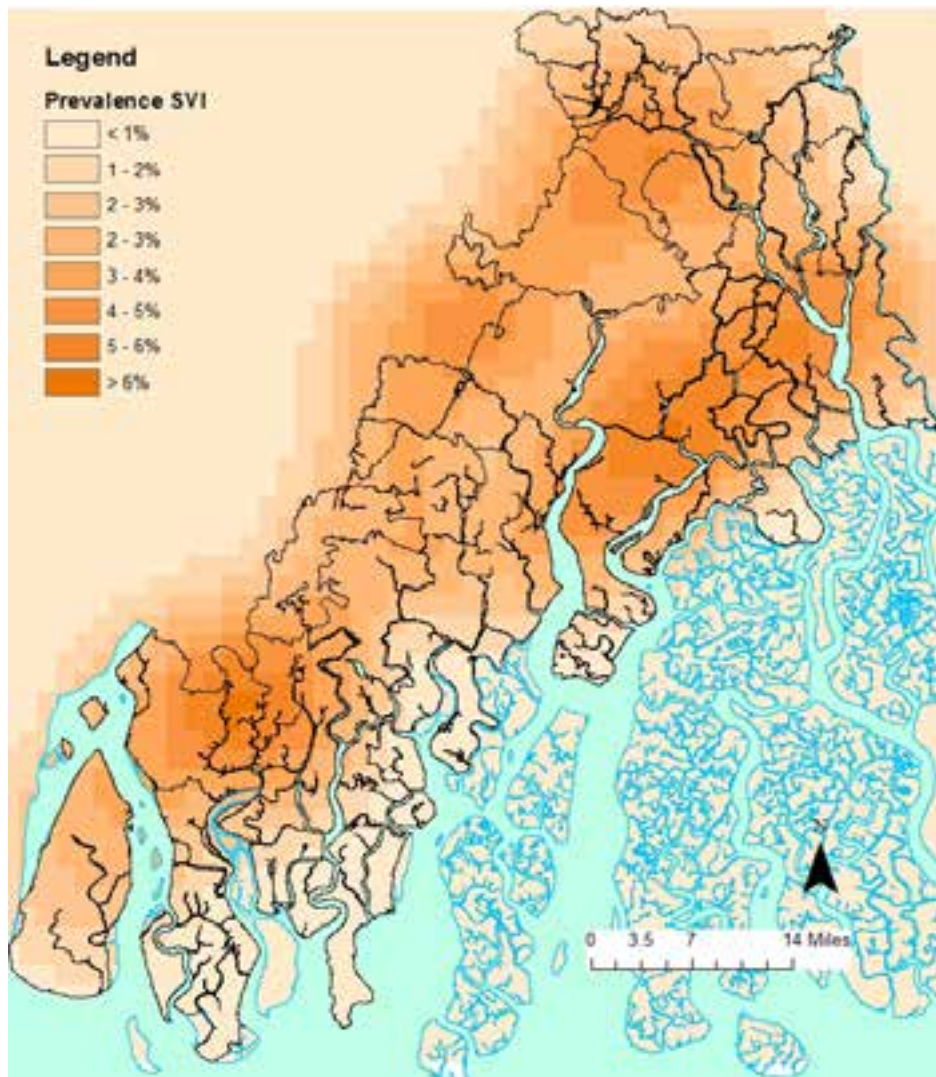 Legend
Prevalence SVI
< 1%
1 - 2%
2 - 3%
2 - 3%
3 - 4%
4 - 5%
5 - 6%
> 6%
0 3.5 7 14 Miles